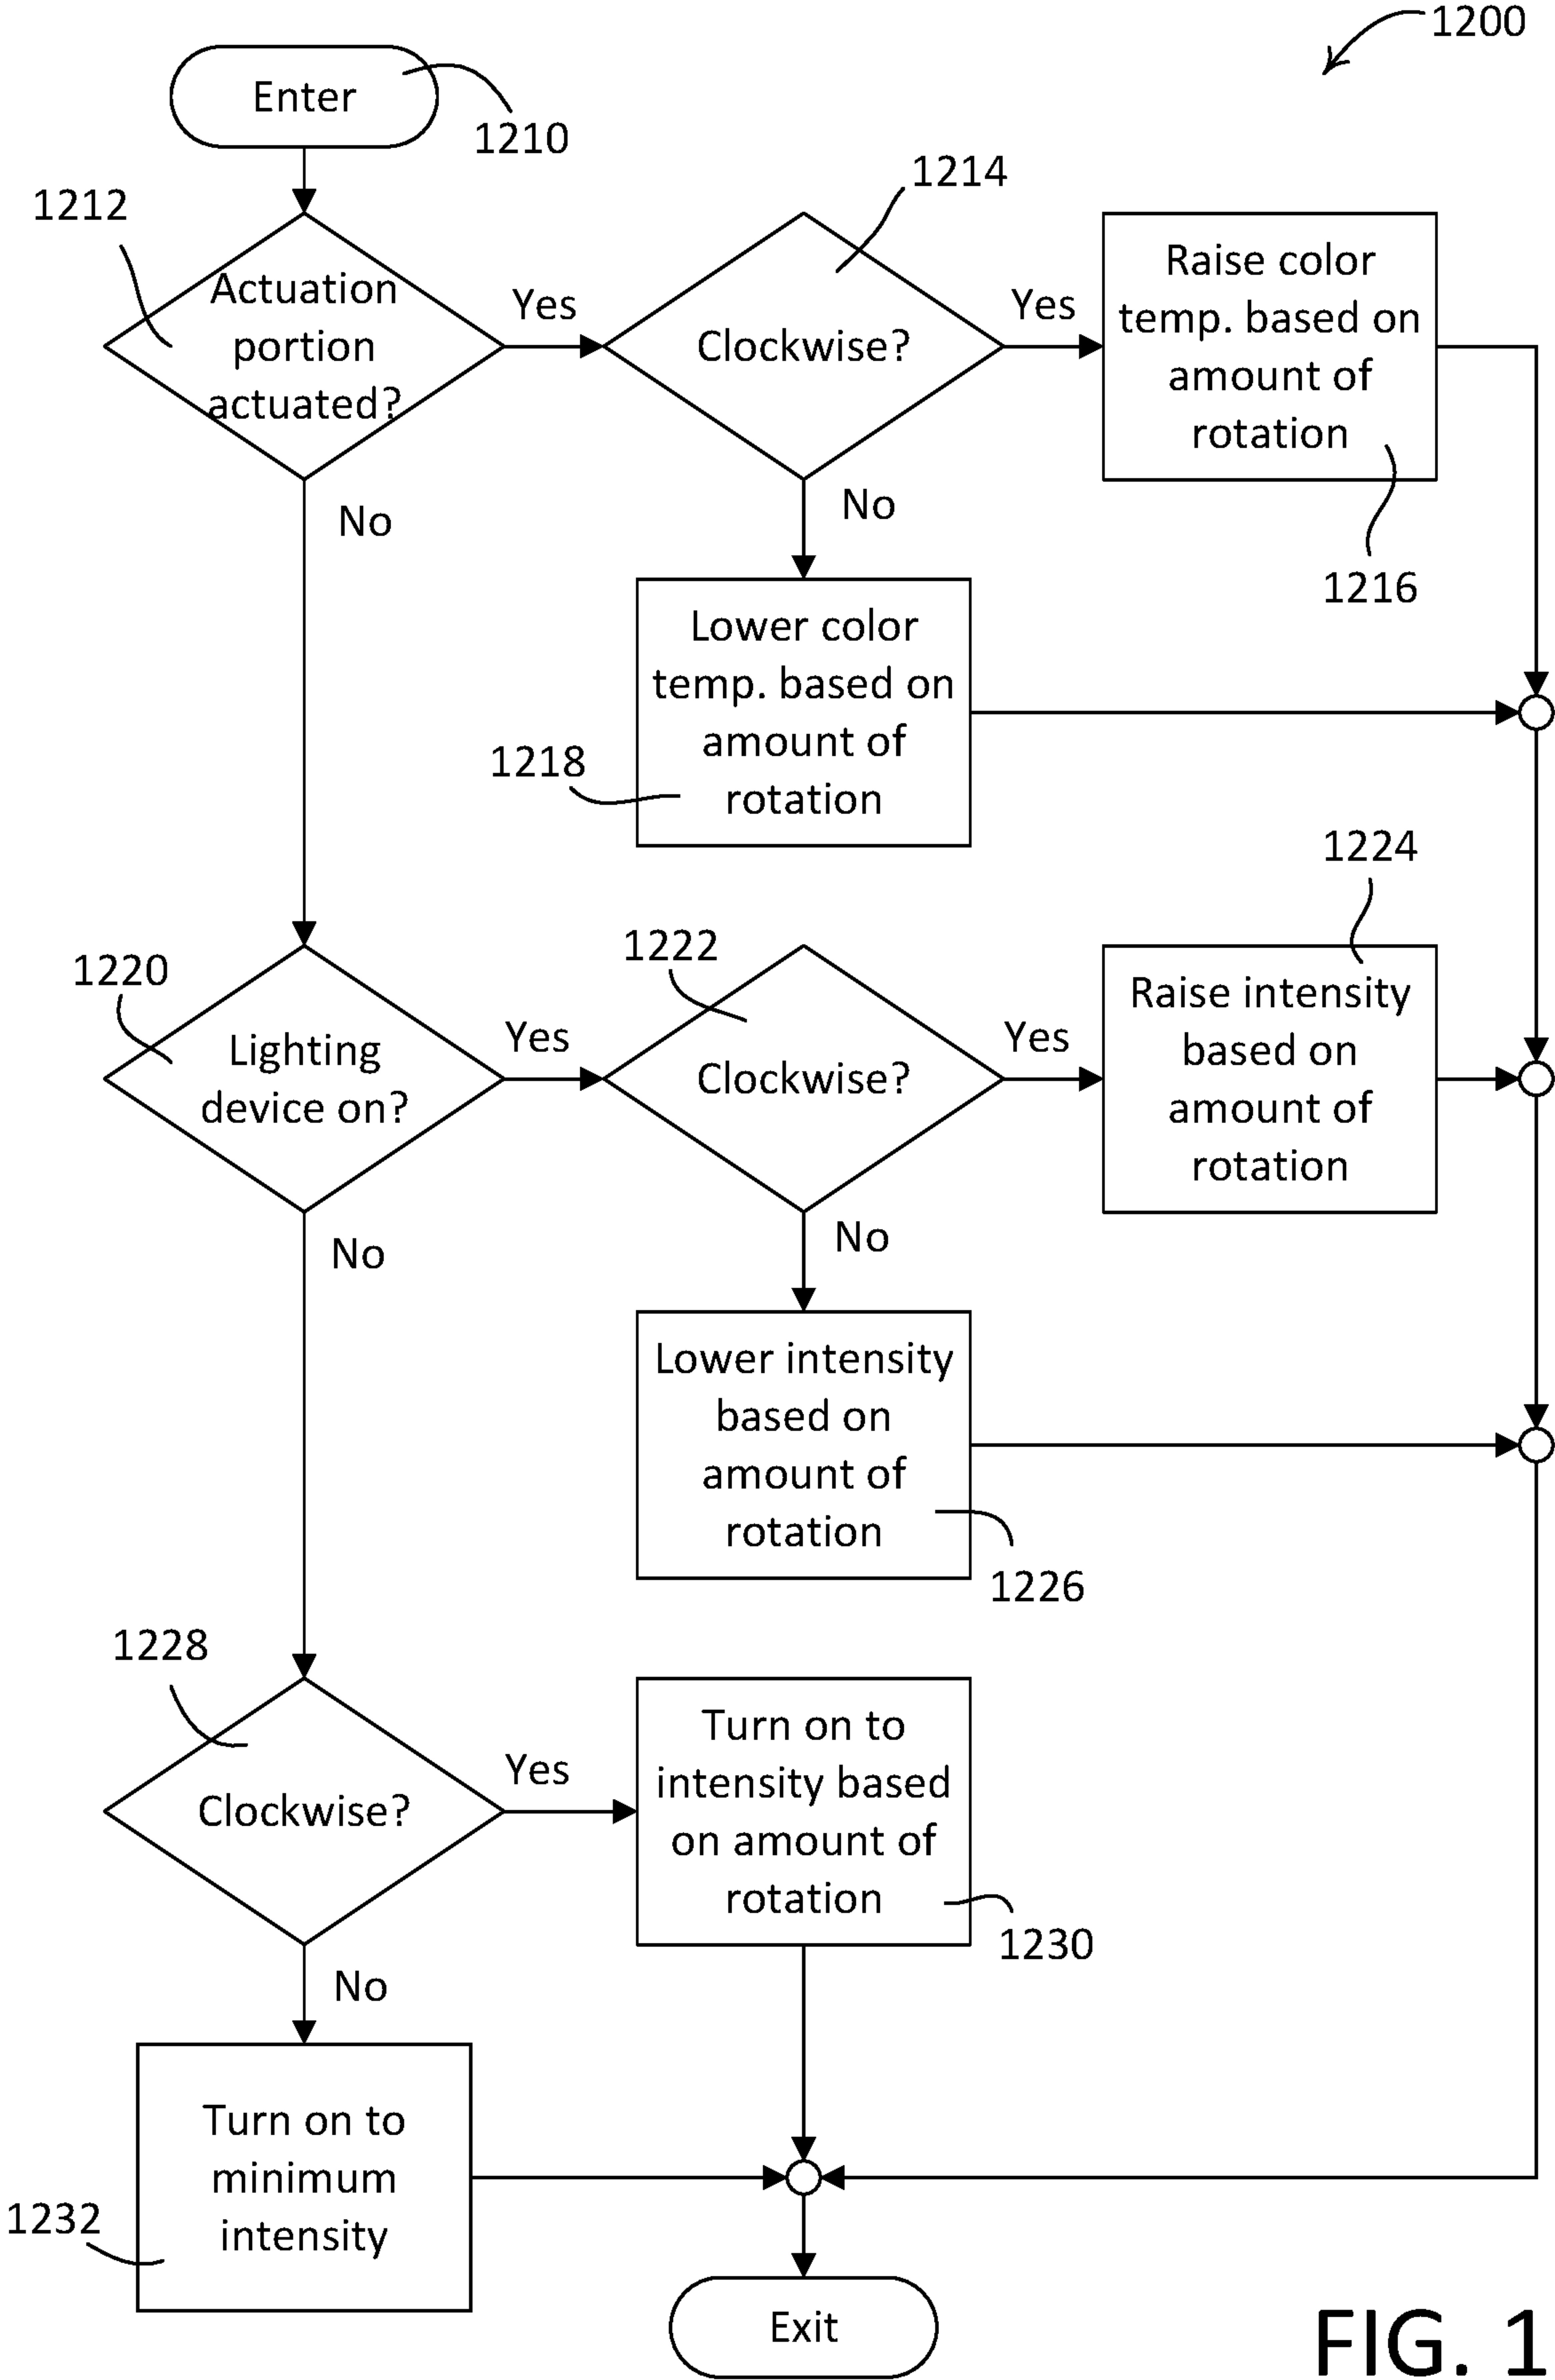 1200
Enter
1210
1212
Actuation
portion
actuated?
Yes
1214
Clockwise?
Yes
Raise color
temp. based on
amount of
rotation
1216
No
No
Lower color
temp. based on
amount of
rotation
1218
1220
Lighting
device on?
Yes
1222
Clockwise?
Yes
1224
Raise intensity
based on
amount of
rotation
No
No
Lower intensity
based on
amount of
rotation
1226
1228
Clockwise?
Yes
Turn on to
intensity based
on amount of
rotation
1230
No
Turn on to
minimum
intensity
1232
Exit
FIG. 1